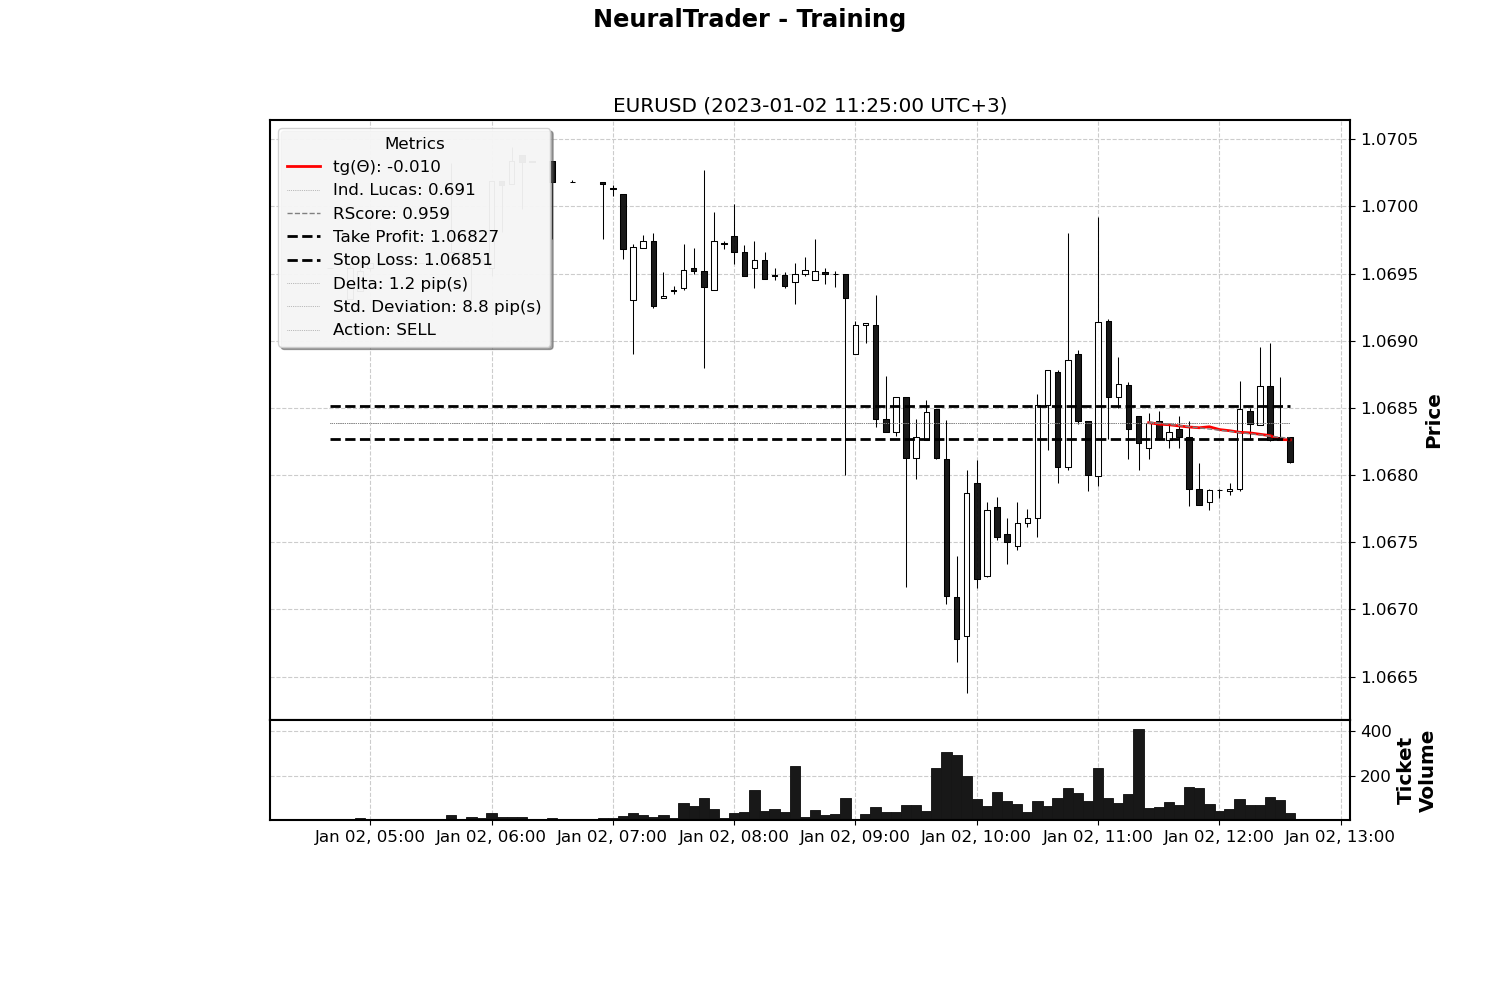 NeuralTrader - Training
EURUSD (2023-01-02 11:25:00 UTC+3)
Metrics
tg(Θ): -0.010
Ind. Lucas: 0.691
RScore: 0.959
Take Profit: 1.06827
Stop Loss: 1.06851
Delta: 1.2 pip(s)
Std. Deviation: 8.8 pip(s)
Action: SELL
1.0705
1.0700
1.0695
1.0690
1.0685
1.0680
1.0675
1.0670
1.0665
Price
400
200
Ticket
Volume
Jan 02, 05:00 Jan 02, 06:00 Jan 02, 07:00 Jan 02, 08:00 Jan 02, 09:00 Jan 02, 10:00 Jan 02, 11:00 Jan 02, 12:00 Jan 02, 13:00